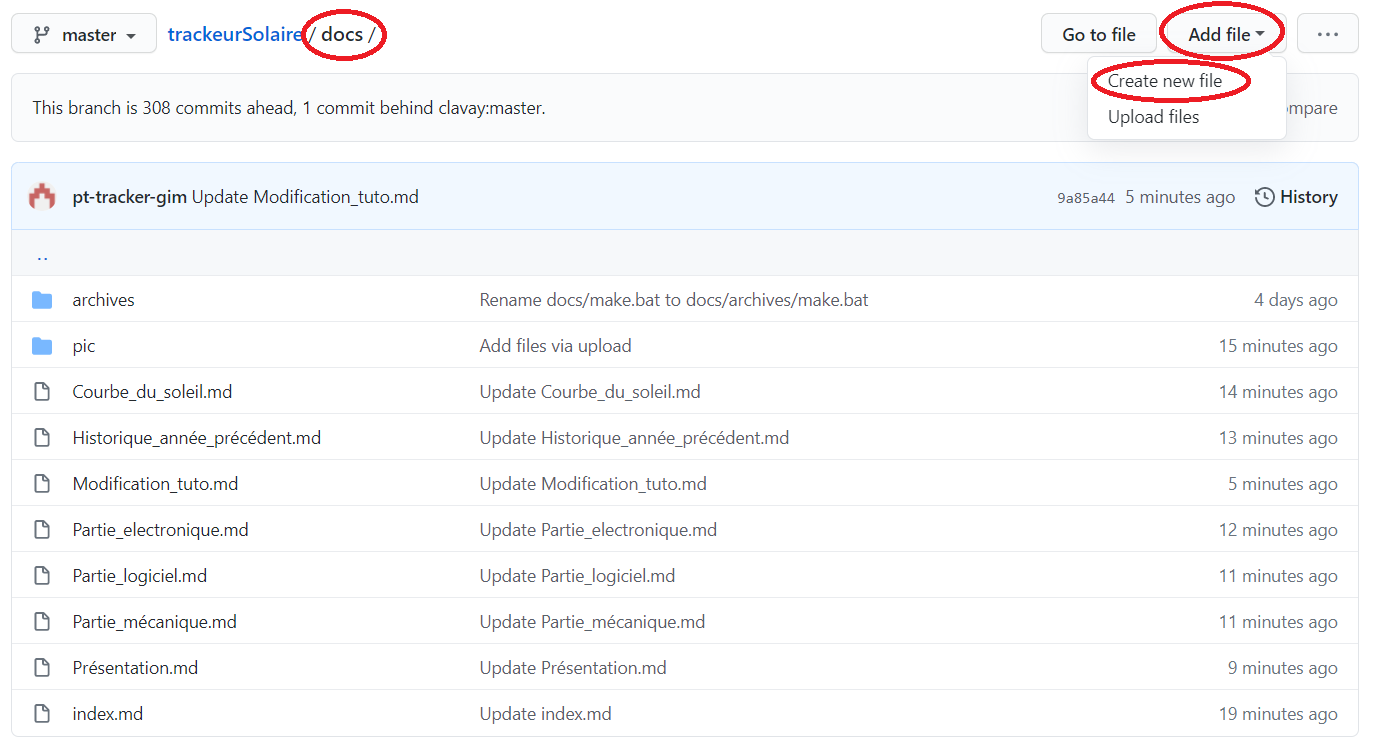 master trackeurSolaire / docs / Go to file Add file ...
Create new file
This branch is 308 commits ahead, 1 commit behind clavay:master. mpare
Upload files
pt-tracker-gim Update Modification_tuto.md 9a85a44 5 minutes ago History
..
archives Rename docs/make.bat to docs/archives/make.bat 4 days ago
pic Add files via upload 15 minutes ago
Courbe_du_soleil.md Update Courbe_du_soleil.md 14 minutes ago
Historique_année_précédent.md Update Historique_année_précédent.md 13 minutes ago
Modification_tuto.md Update Modification_tuto.md 5 minutes ago
Partie_electronique.md Update Partie_electronique.md 12 minutes ago
Partie_logiciel.md Update Partie_logiciel.md 11 minutes ago
Partie_mécanique.md Update Partie_mécanique.md 11 minutes ago
Présentation.md Update Présentation.md 9 minutes ago
index.md Update index.md 19 minutes ago